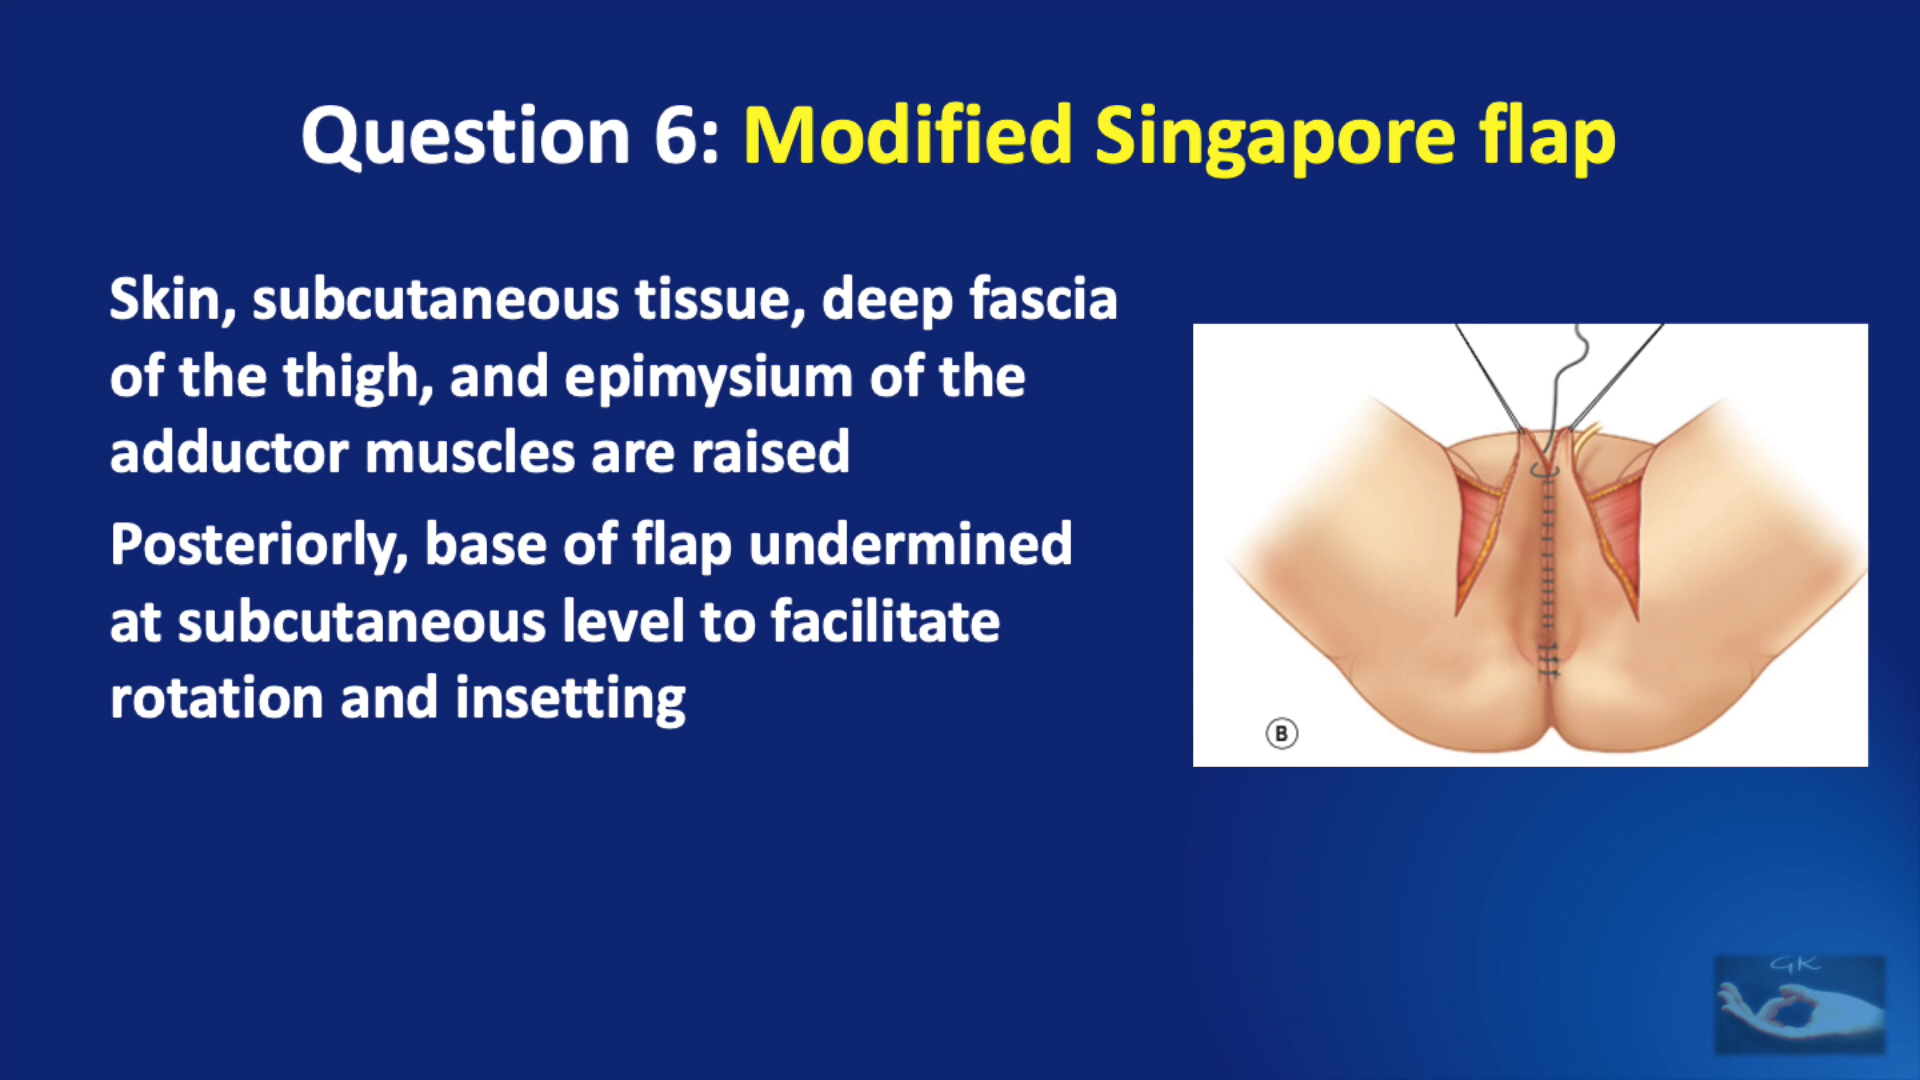 Question 6: Modified Singapore flap
Skin, subcutaneous tissue, deep fascia
of the thigh, and epimysium of the
adductor muscles are raised
Posteriorly, base of flap undermined
at subcutaneous level to facilitate
rotation and insetting
B
GK